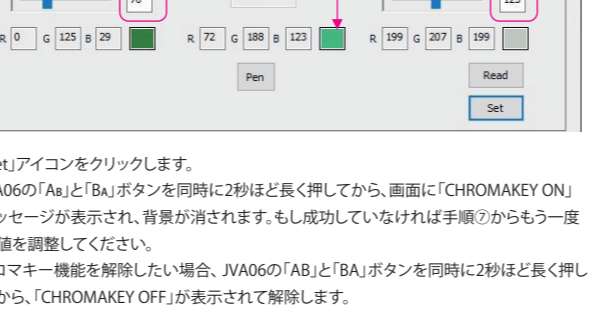 R 0 G 125 B 29 R 72 G 188 B 123 R 199 G 207 B 199
Pen
Read
Set
et」アイコンをクリックします。
A06の「AB」と「BA」ボタンを同時に2秒ほど長く押してから、画面に「CHROMAKEY ON」
ッセージが表示され、背景が消されます。もし成功していなければ手順⑦からもう一度
値を調整してください。
コマキー機能を解除したい場合、JVA06の「AB」と「BA」ボタンを同時に2秒ほど長く押し
から、「CHROMAKEY OFF」が表示されて解除します。